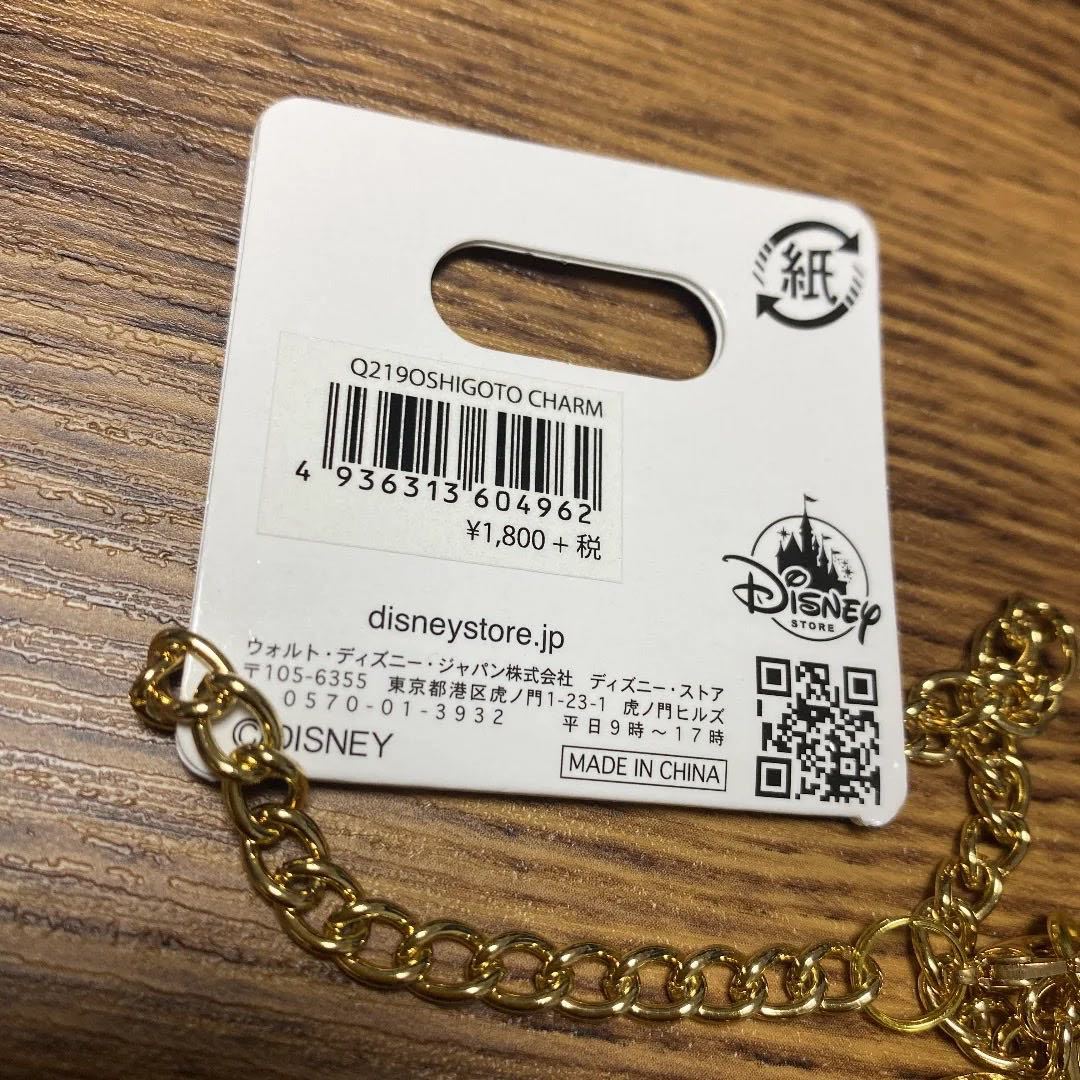 紙
Q219OSHIGOTO CHARM
4 936313 604962
¥1,800 + 税
DISNEY
STORE
disneystore.jp
ウォルト・ディズニー・ジャパン株式会社 ディズニー・ストア
〒105-6355 東京都港区虎ノ門1-23-1 虎ノ門ヒルズ
0570-01-3932 平日9時～17時
©DISNEY
MADE IN CHINA